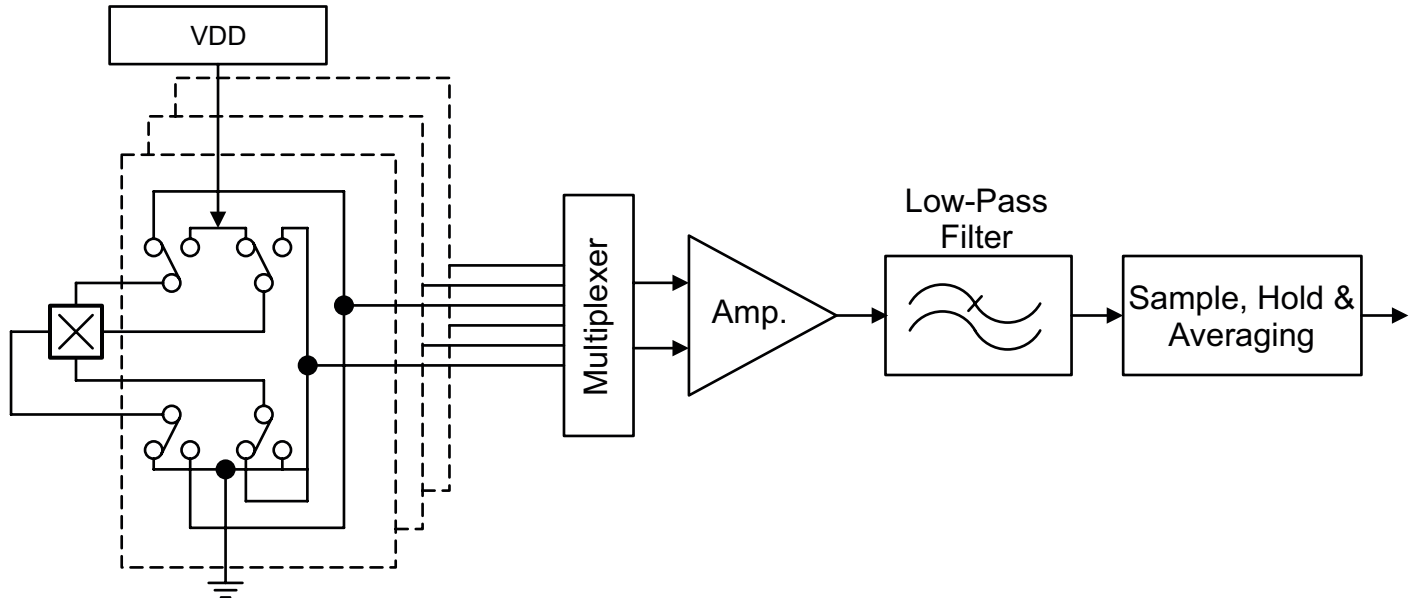 VDD
Multiplexer
Amp.
Low-Pass
Filter
Sample, Hold &
Averaging